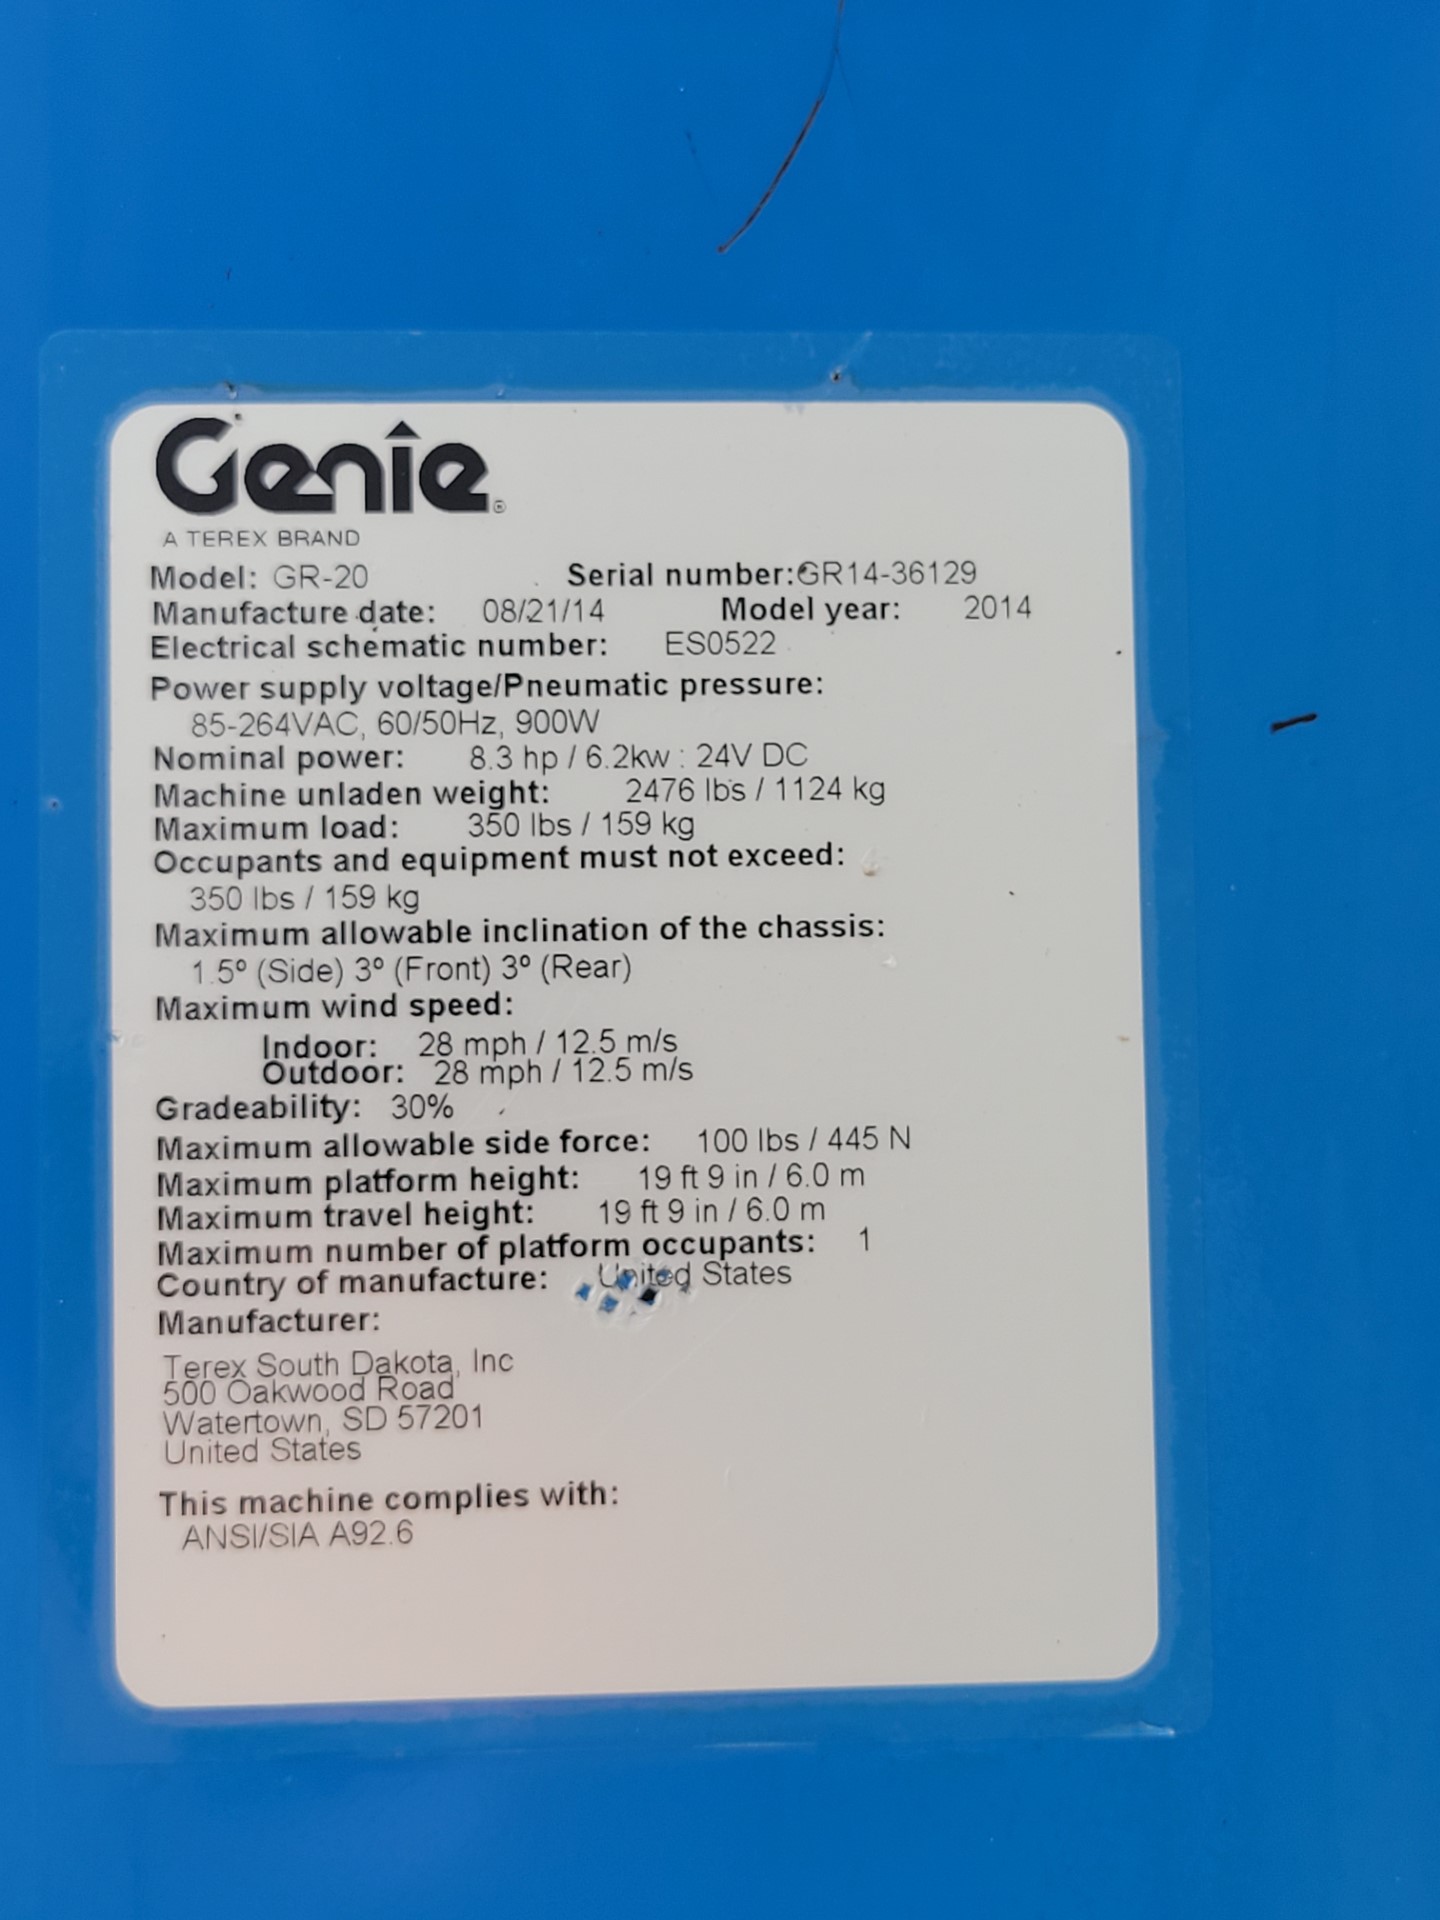 Genie®
A TEREX BRAND
Model: GR-20 Serial number:GR14-36129
Manufacture date: 08/21/14 Model year: 2014
Electrical schematic number: ES0522
Power supply voltage/Pneumatic pressure:
85-264VAC, 60/50Hz, 900W
Nominal power: 8.3 hp / 6.2kw : 24V DC
Machine unladen weight: 2476 lbs / 1124 kg
Maximum load: 350 lbs / 159 kg
Occupants and equipment must not exceed:
350 lbs / 159 kg
Maximum allowable inclination of the chassis:
1.5º (Side) 3º (Front) 3º (Rear)
Maximum wind speed:
Indoor: 28 mph / 12.5 m/s
Outdoor: 28 mph / 12.5 m/s
Gradeability: 30%
Maximum allowable side force: 100 lbs / 445 N
Maximum platform height: 19 ft 9 in / 6.0 m
Maximum travel height: 19 ft 9 in / 6.0 m
Maximum number of platform occupants: 1
Country of manufacture: United States
Manufacturer:
Terex South Dakota, Inc
500 Oakwood Road
Watertown, SD 57201
United States
This machine complies with:
ANSI/SIA A92.6